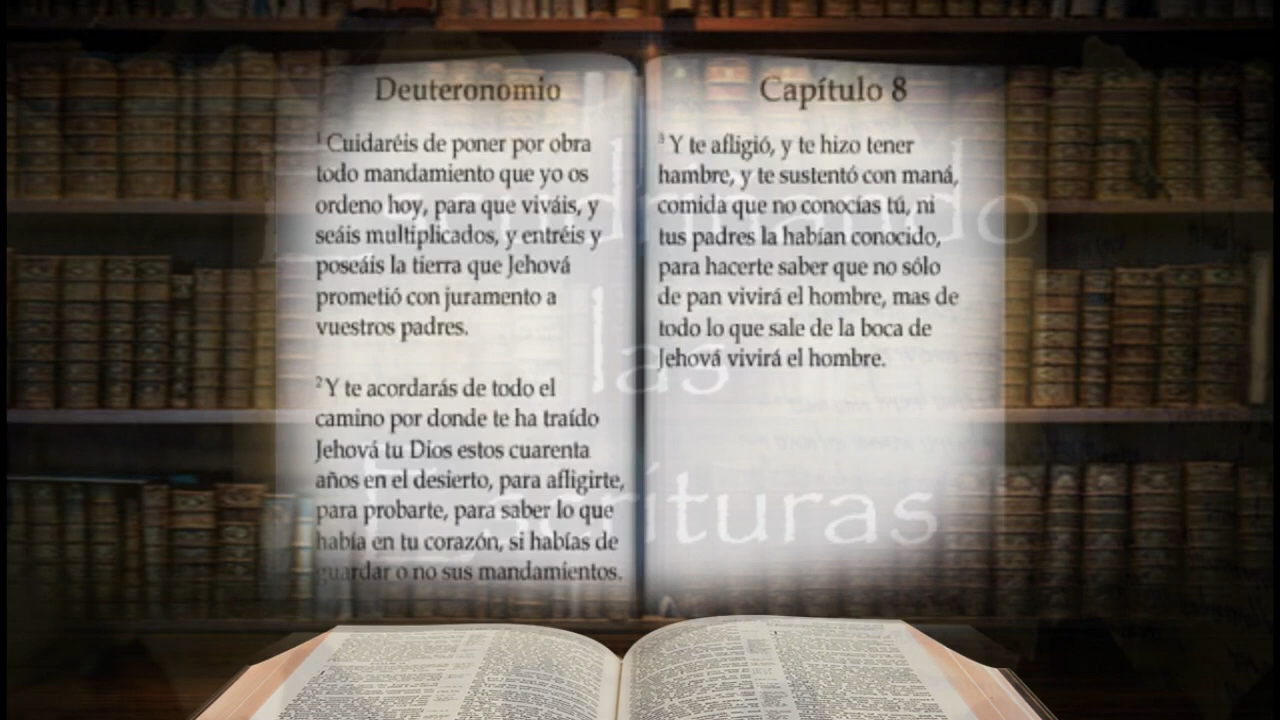 Deuteronomio
¹ Cuidaréis de poner por obra
todo mandamiento que yo os
ordeno hoy, para que viváis, y
seáis multiplicados, y entréis y
poseáis la tierra que Jehová
prometió con juramento a
vuestros padres.
² Y te acordarás de todo el
camino por donde te ha traído
Jehová tu Dios estos cuarenta
años en el desierto, para afligirte,
para probarte, para saber lo que
había en tu corazón, si habías de
guardar o no sus mandamientos.
Capítulo 8
³ Y te afligió, y te hizo tener
hambre, y te sustentó con maná,
comida que no conocías tú, ni
tus padres la habían conocido,
para hacerte saber que no sólo
de pan vivirá el hombre, mas de
todo lo que sale de la boca de
Jehová vivirá el hombre.
las
Escrituras